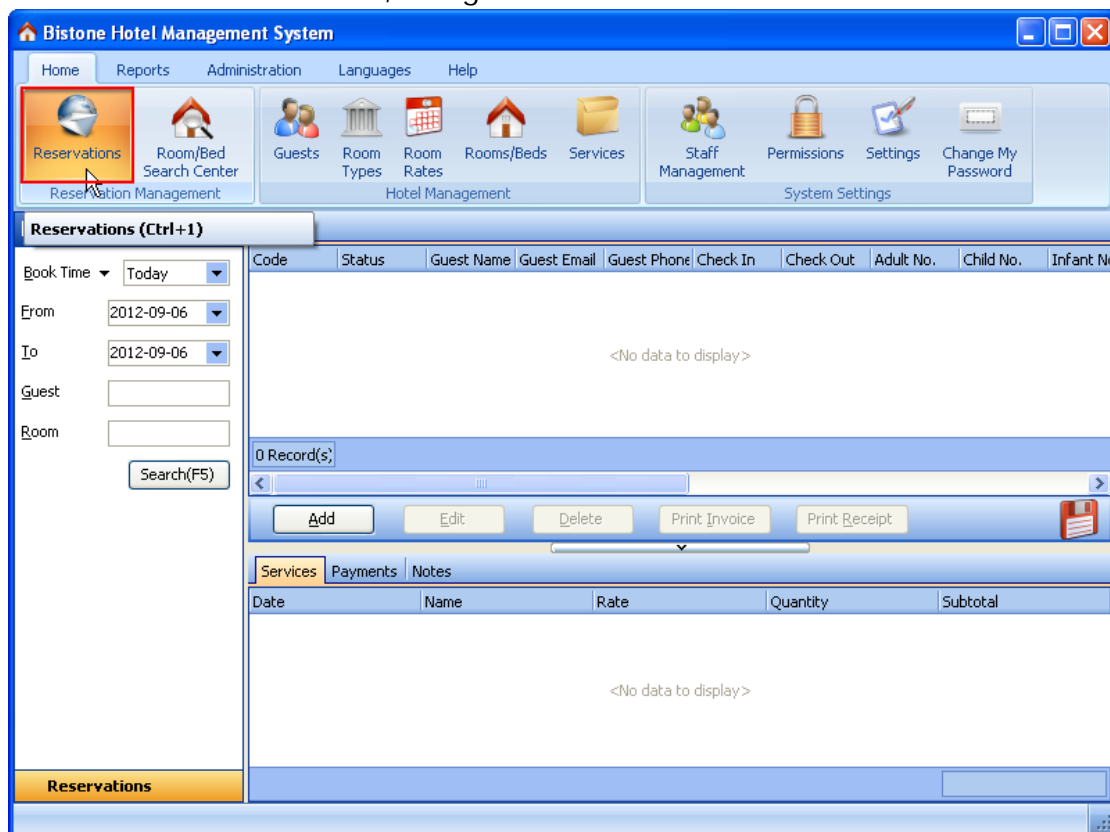 Bistone Hotel Management System
Home Reports Administration Languages Help
Reservations
Room/Bed
Search Center
Reservation Management
Guests
Room
Types
Room
Rates
Rooms/Beds
Services
Hotel Management
Staff
Management
Permissions
Settings
Change My
Password
System Settings
Reservations (Ctrl+1)
Book Time Today
From 2012-09-06
To 2012-09-06
Guest
Room
Search(F5)
Reservations
Code Status Guest Name Guest Email Guest Phone Check In Check Out Adult No. Child No. Infant No
<No data to display>
0 Record(s)
Add Edit Delete Print Invoice Print Receipt
Services Payments Notes
Date Name Rate Quantity Subtotal
<No data to display>